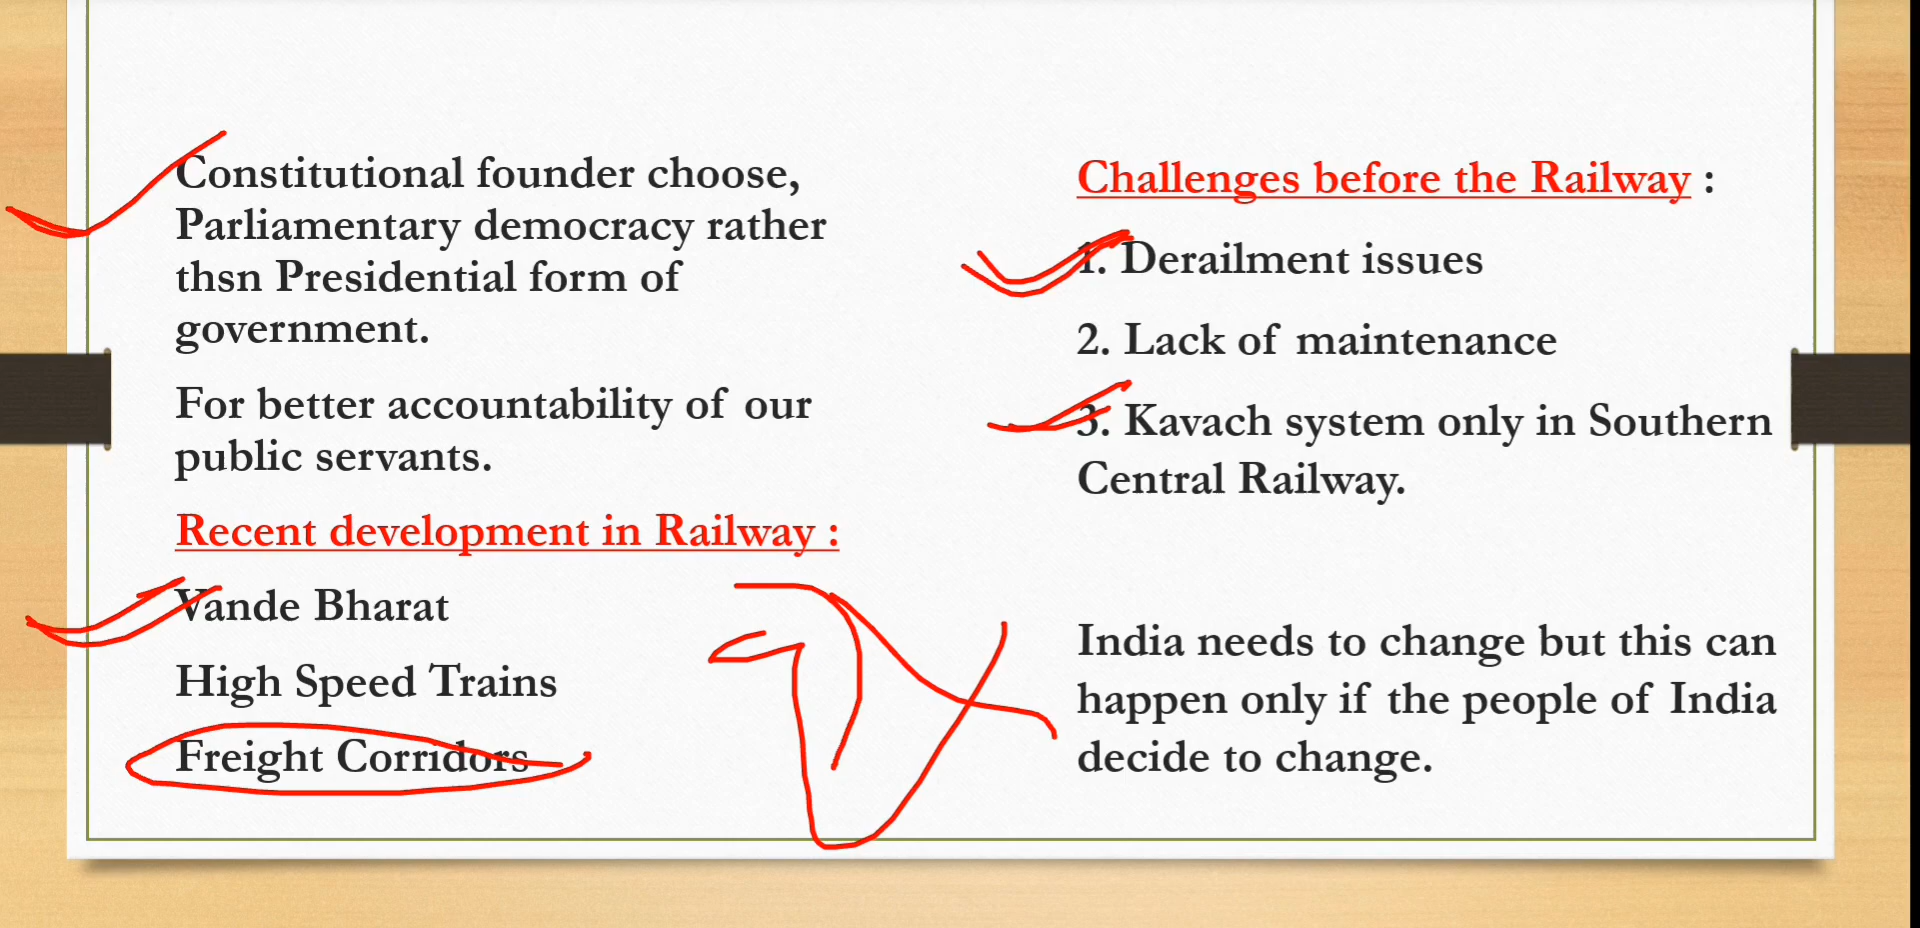 Constitutional founder choose,
Parliamentary democracy rather
thsn Presidential form of
government.
For better accountability of our
public servants.
Recent development in Railway :
Vande Bharat
High Speed Trains
Freight Corridors
Challenges before the Railway :
1. Derailment issues
2. Lack of maintenance
3. Kavach system only in Southern
Central Railway.
India needs to change but this can
happen only if the people of India
decide to change.